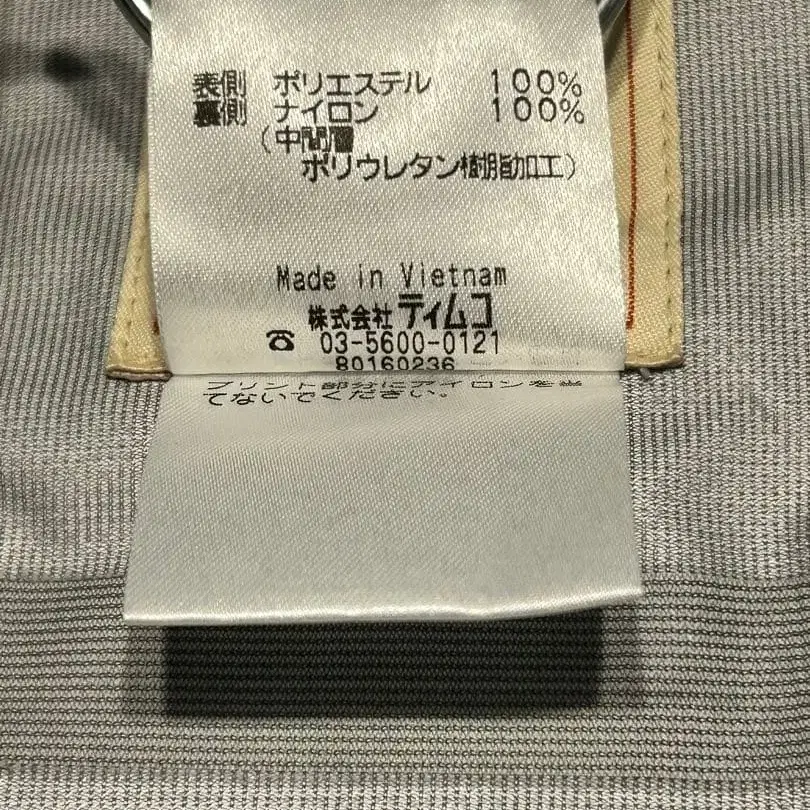 表側 ポリエステル 100%
裏側 ナイロン 100%
(中間層
ポリウレタン樹脂加工)
Made in Vietnam
株式会社 ティムコ
☎ 03-5600-0121
80160236
プリント部分にアイロンを当
てないでください。